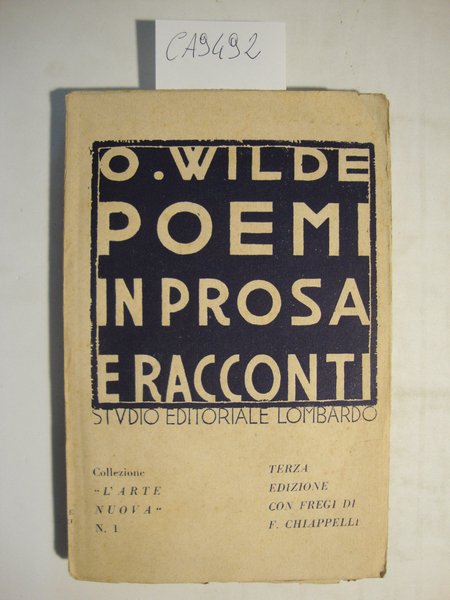 CA9492
O. WILDE
POEMI
IN PROSA
E RACCONTI
STVDIO EDITORIALE LOMBARDO
Collezione
"L'ARTE
NUOVA"
N. 1
TERZA
EDIZIONE
CON FREGI DI
F. CHIAPPELLI